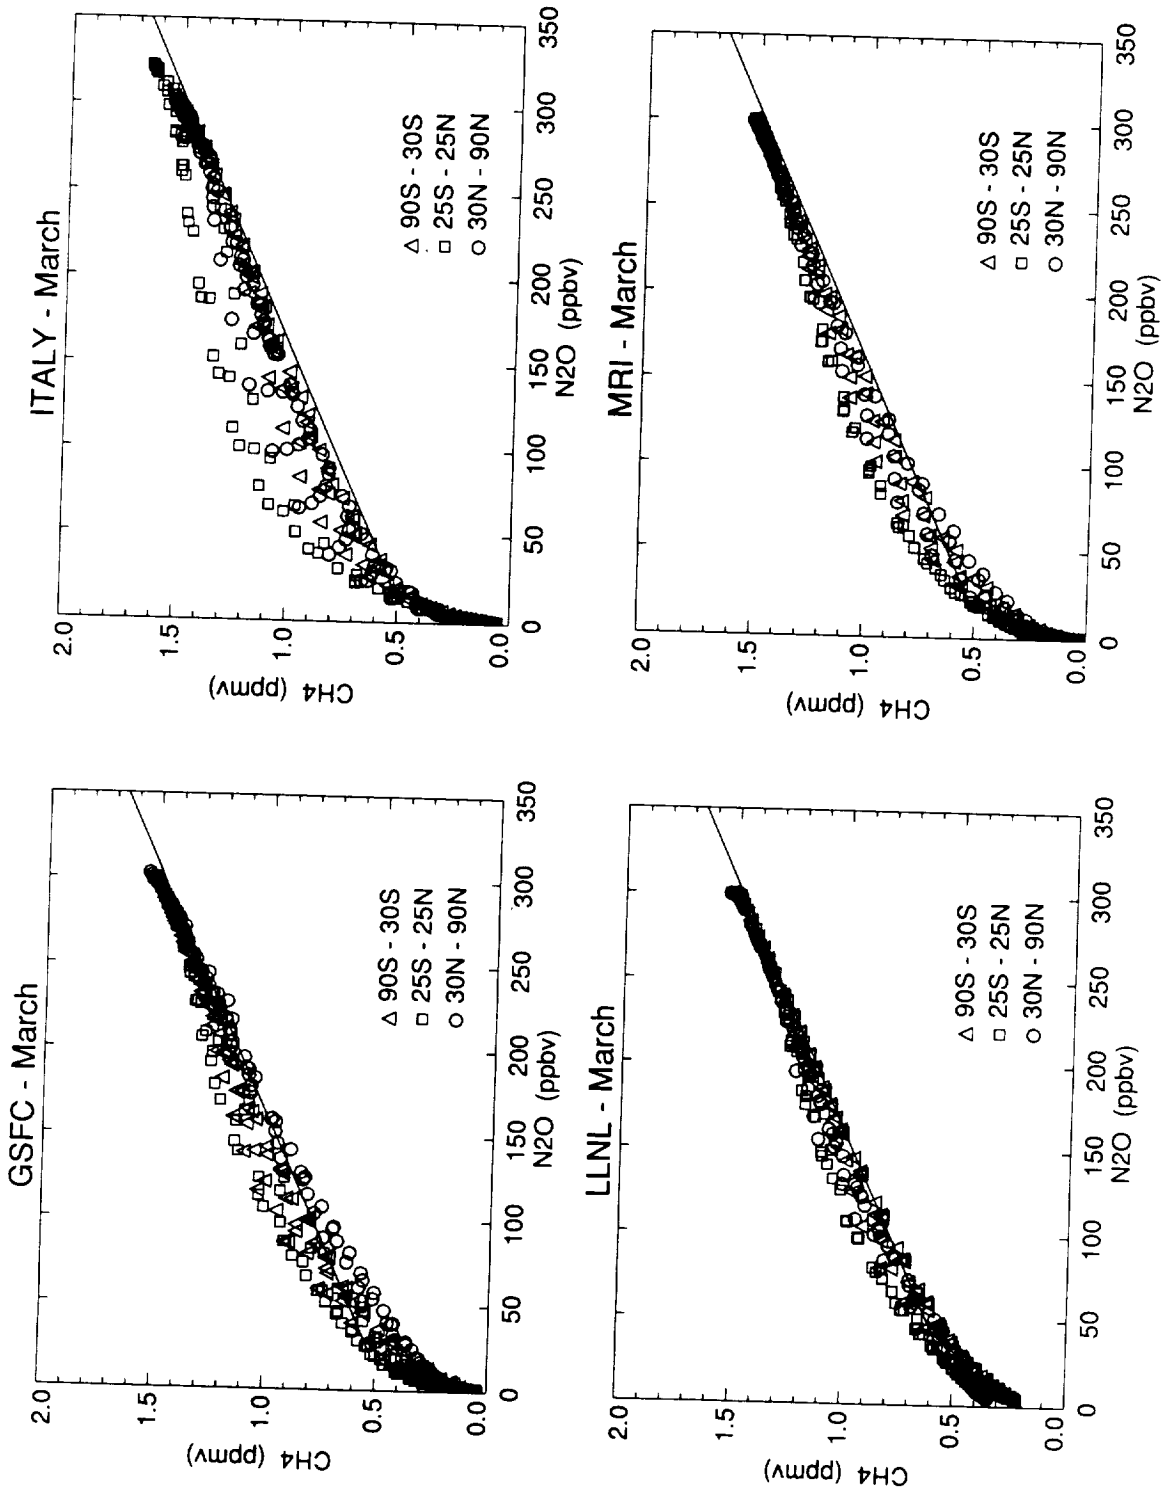 GSFC - March
2.0
1.5
1.0
0.5
0.0
CH4 (ppmv)
0
50
100
150
200
250
300
350
N2O (ppbv)
△ 90S - 30S
□ 25S - 25N
○ 30N - 90N
ITALY - March
2.0
1.5
1.0
0.5
0.0
CH4 (ppmv)
0
50
100
150
200
250
300
350
N2O (ppbv)
△ 90S - 30S
□ 25S - 25N
○ 30N - 90N
LLNL - March
2.0
1.5
1.0
0.5
0.0
CH4 (ppmv)
0
50
100
150
200
250
300
350
N2O (ppbv)
△ 90S - 30S
□ 25S - 25N
○ 30N - 90N
MRI - March
2.0
1.5
1.0
0.5
0.0
CH4 (ppmv)
0
50
100
150
200
250
300
350
N2O (ppbv)
△ 90S - 30S
□ 25S - 25N
○ 30N - 90N